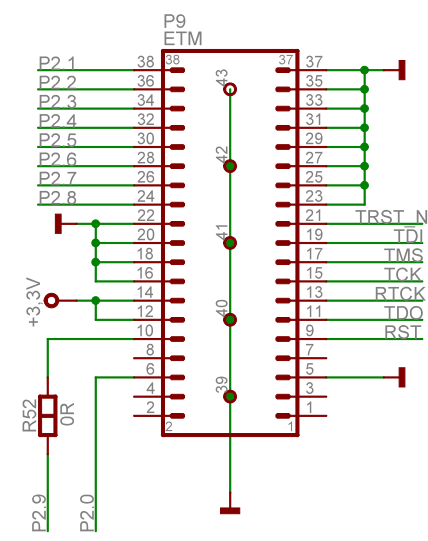 P9
ETM
P2.1 38 38 37 37
P2.2 36 43 35
P2.3 34 33
P2.4 32 31
P2.5 30 42 29
P2.6 28 27
P2.7 26 25
P2.8 24 23
22 41 21 TRST_N
20 19 TDI
18 17 TMS
16 15 TCK
+3,3V 14 40 13 RTCK
12 11 TDO
10 9 RST
8 7
6 39 5
4 3
2 2 1 1
R52 0R
P2.9 P2.0